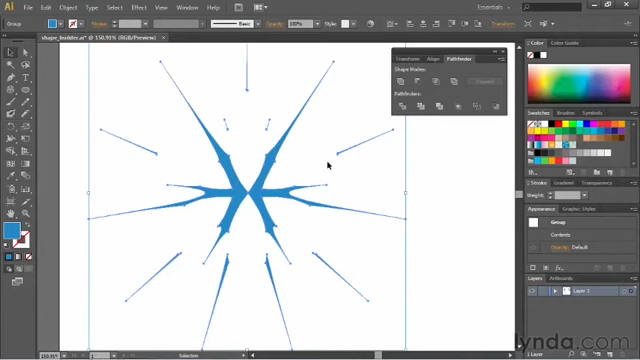 Ai
File Edit Object Type Select Effect View Window Help
Essentials
Group
Stroke:
Basic
Opacity: 100%
Style:
Transform
shape_builder.ai* @ 150.91% (RGB/Preview)
Transform Align Pathfinder
Shape Modes:
Expand
Pathfinders:
Color Color Guide
Swatches Brushes Symbols
Stroke Gradient Transparency
Weight:
Appearance Graphic Styles
Group
Contents
Opacity: Default
Layers Artboards
Layer 1
1 Layer
150.91%
1
Selection
lynda.com